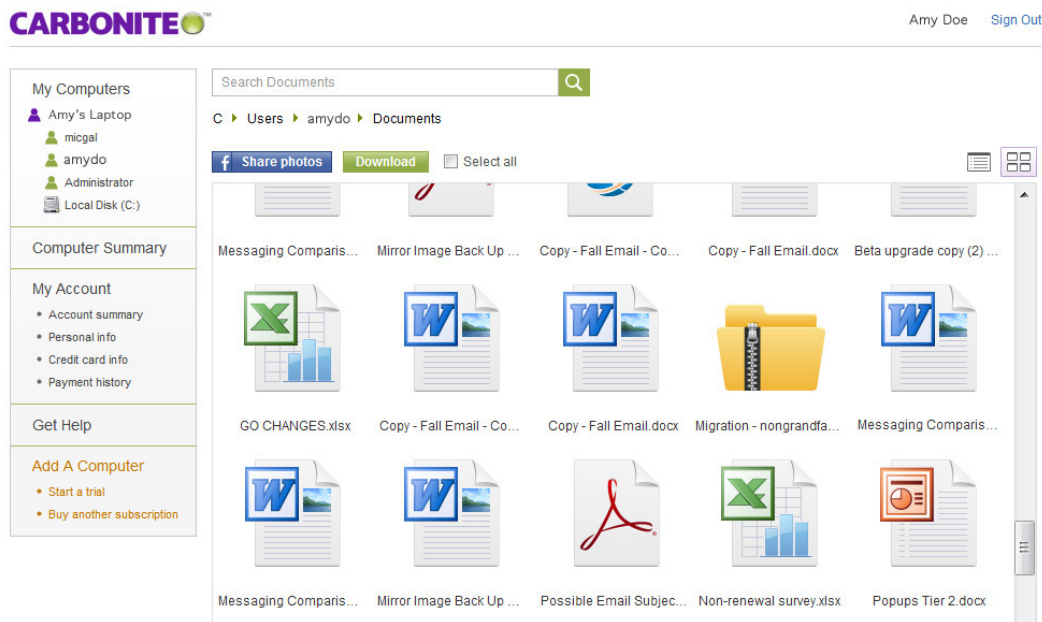 CARBONITE™
Amy Doe Sign Out
My Computers
Amy's Laptop
micgal
amydo
Administrator
Local Disk (C:)
Computer Summary
My Account
Account summary
Personal info
Credit card info
Payment history
Get Help
Add A Computer
Start a trial
Buy another subscription
Search Documents
C Users amydo Documents
f Share photos Download Select all
Messaging Comparis... Mirror Image Back Up ... Copy - Fall Email - Co... Copy - Fall Email.docx Beta upgrade copy (2) ...
X W W W
GO CHANGES.xlsx Copy - Fall Email - Co... Copy - Fall Email.docx Migration - nongrandfa... Messaging Comparis...
W W X P
Messaging Comparis... Mirror Image Back Up ... Possible Email Subjec... Non-renewal survey.xlsx Popups Tier 2.docx